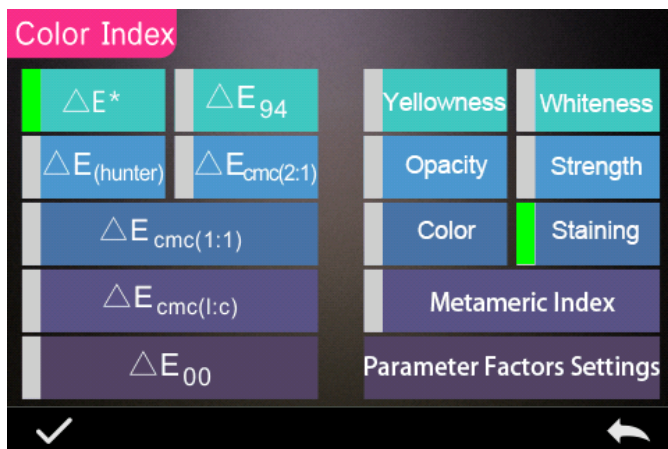 Color Index
△E*
△E94
△E(hunter)
△Ecmc(2:1)
△E cmc(1:1)
△E cmc(l:c)
△E00
Yellowness
Whiteness
Opacity
Strength
Color
Staining
Metameric Index
Parameter Factors Settings